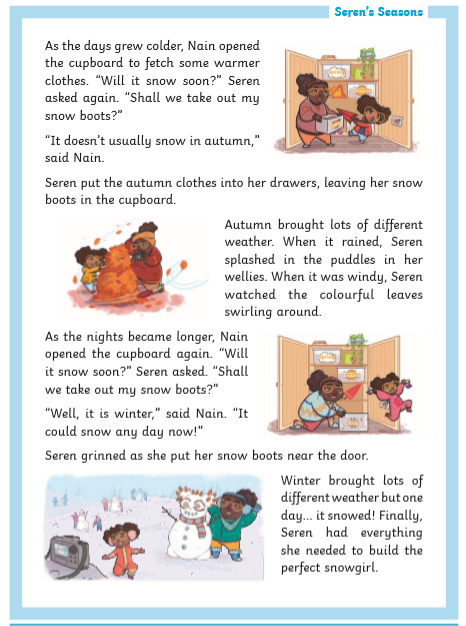 Seren's Seasons
As the days grew colder, Nain opened
the cupboard to fetch some warmer
clothes. “Will it snow soon?” Seren
asked again. “Shall we take out my
snow boots?”
“It doesn't usually snow in autumn,”
said Nain.
Seren put the autumn clothes into her drawers, leaving her snow
boots in the cupboard.
Autumn brought lots of different
weather. When it rained, Seren
splashed in the puddles in her
wellies. When it was windy, Seren
watched the colourful leaves
swirling around.
As the nights became longer, Nain
opened the cupboard again. “Will
it snow soon?” Seren asked. “Shall
we take out my snow boots?”
“Well, it is winter,” said Nain. “It
could snow any day now!”
Seren grinned as she put her snow boots near the door.
Winter brought lots of
different weather but one
day... it snowed! Finally,
Seren had everything
she needed to build the
perfect snowgirl.